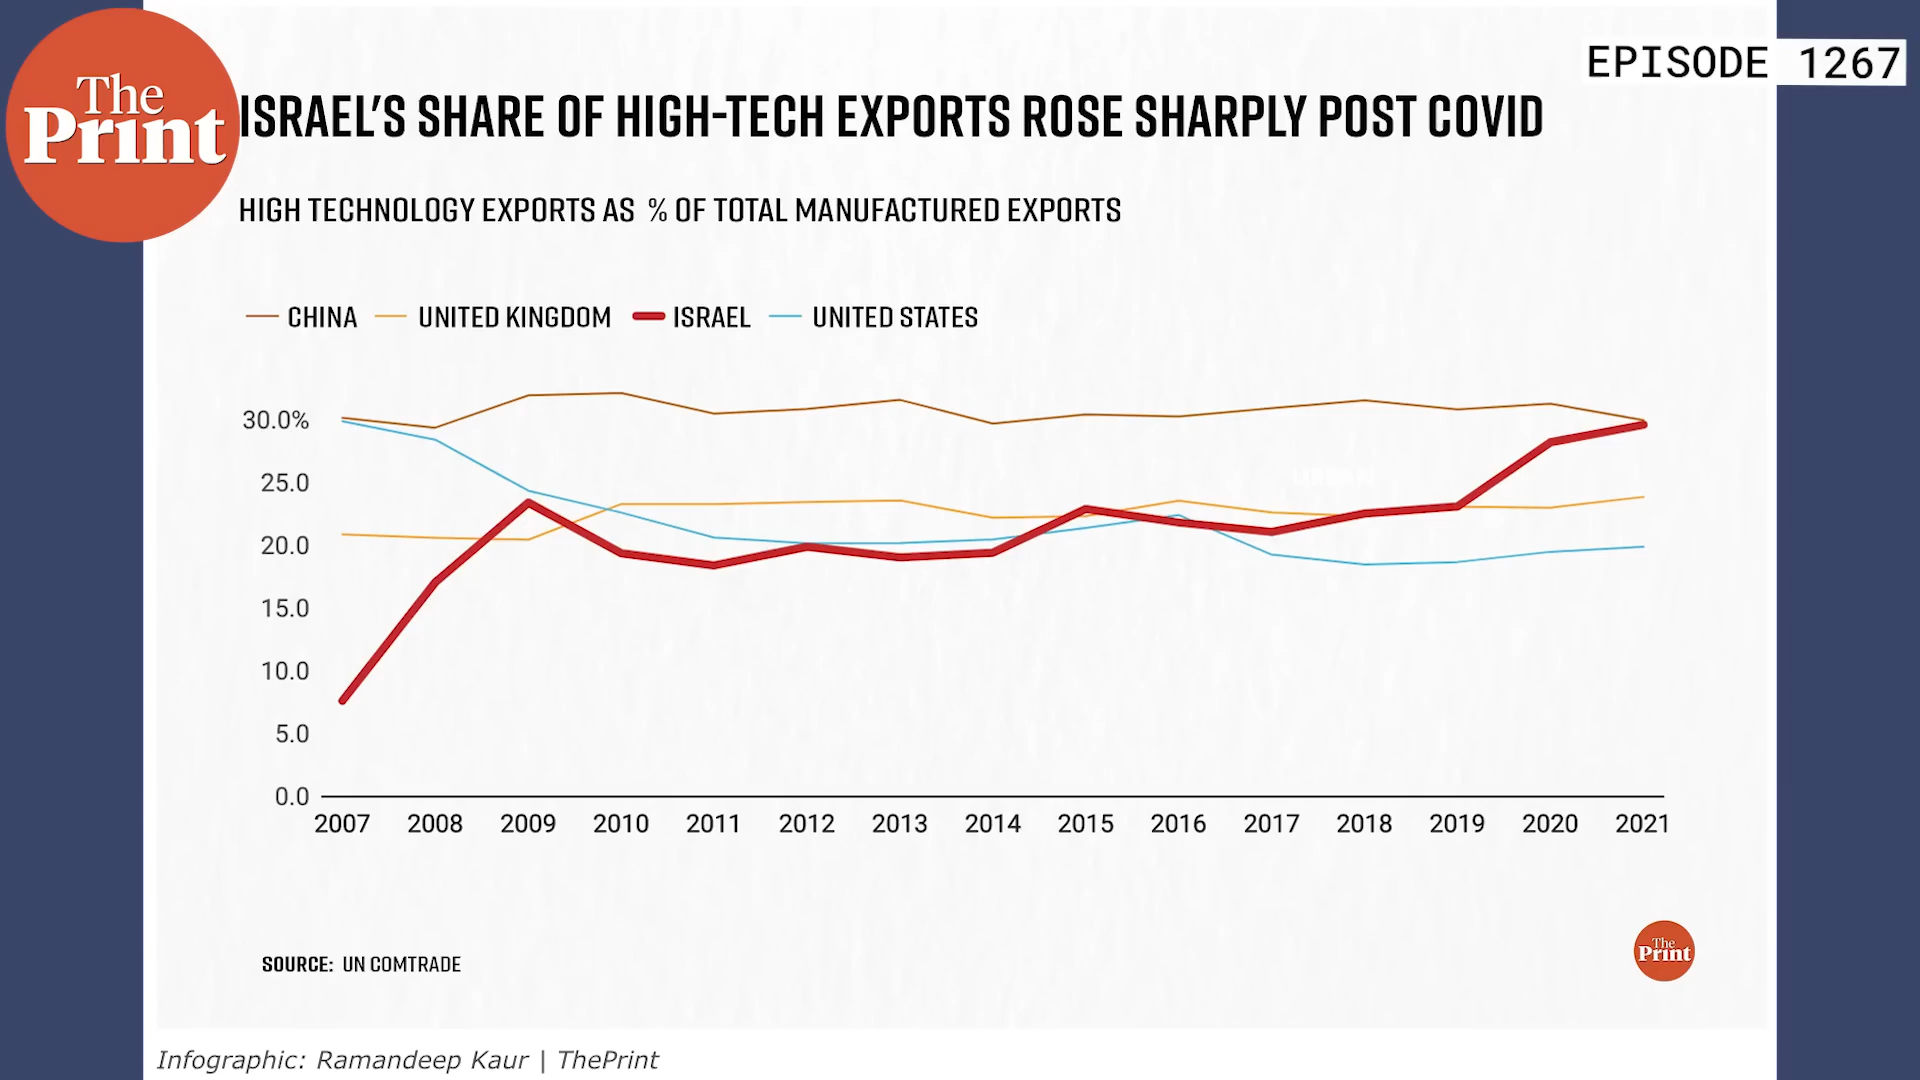 The
Print
EPISODE 1267
ISRAEL'S SHARE OF HIGH-TECH EXPORTS ROSE SHARPLY POST COVID
HIGH TECHNOLOGY EXPORTS AS % OF TOTAL MANUFACTURED EXPORTS
CHINA UNITED KINGDOM ISRAEL UNITED STATES
30.0%
25.0
20.0
15.0
10.0
5.0
0.0
2007 2008 2009 2010 2011 2012 2013 2014 2015 2016 2017 2018 2019 2020 2021
SOURCE: UN COMTRADE
The
Print
Infographic: Ramandeep Kaur | ThePrint